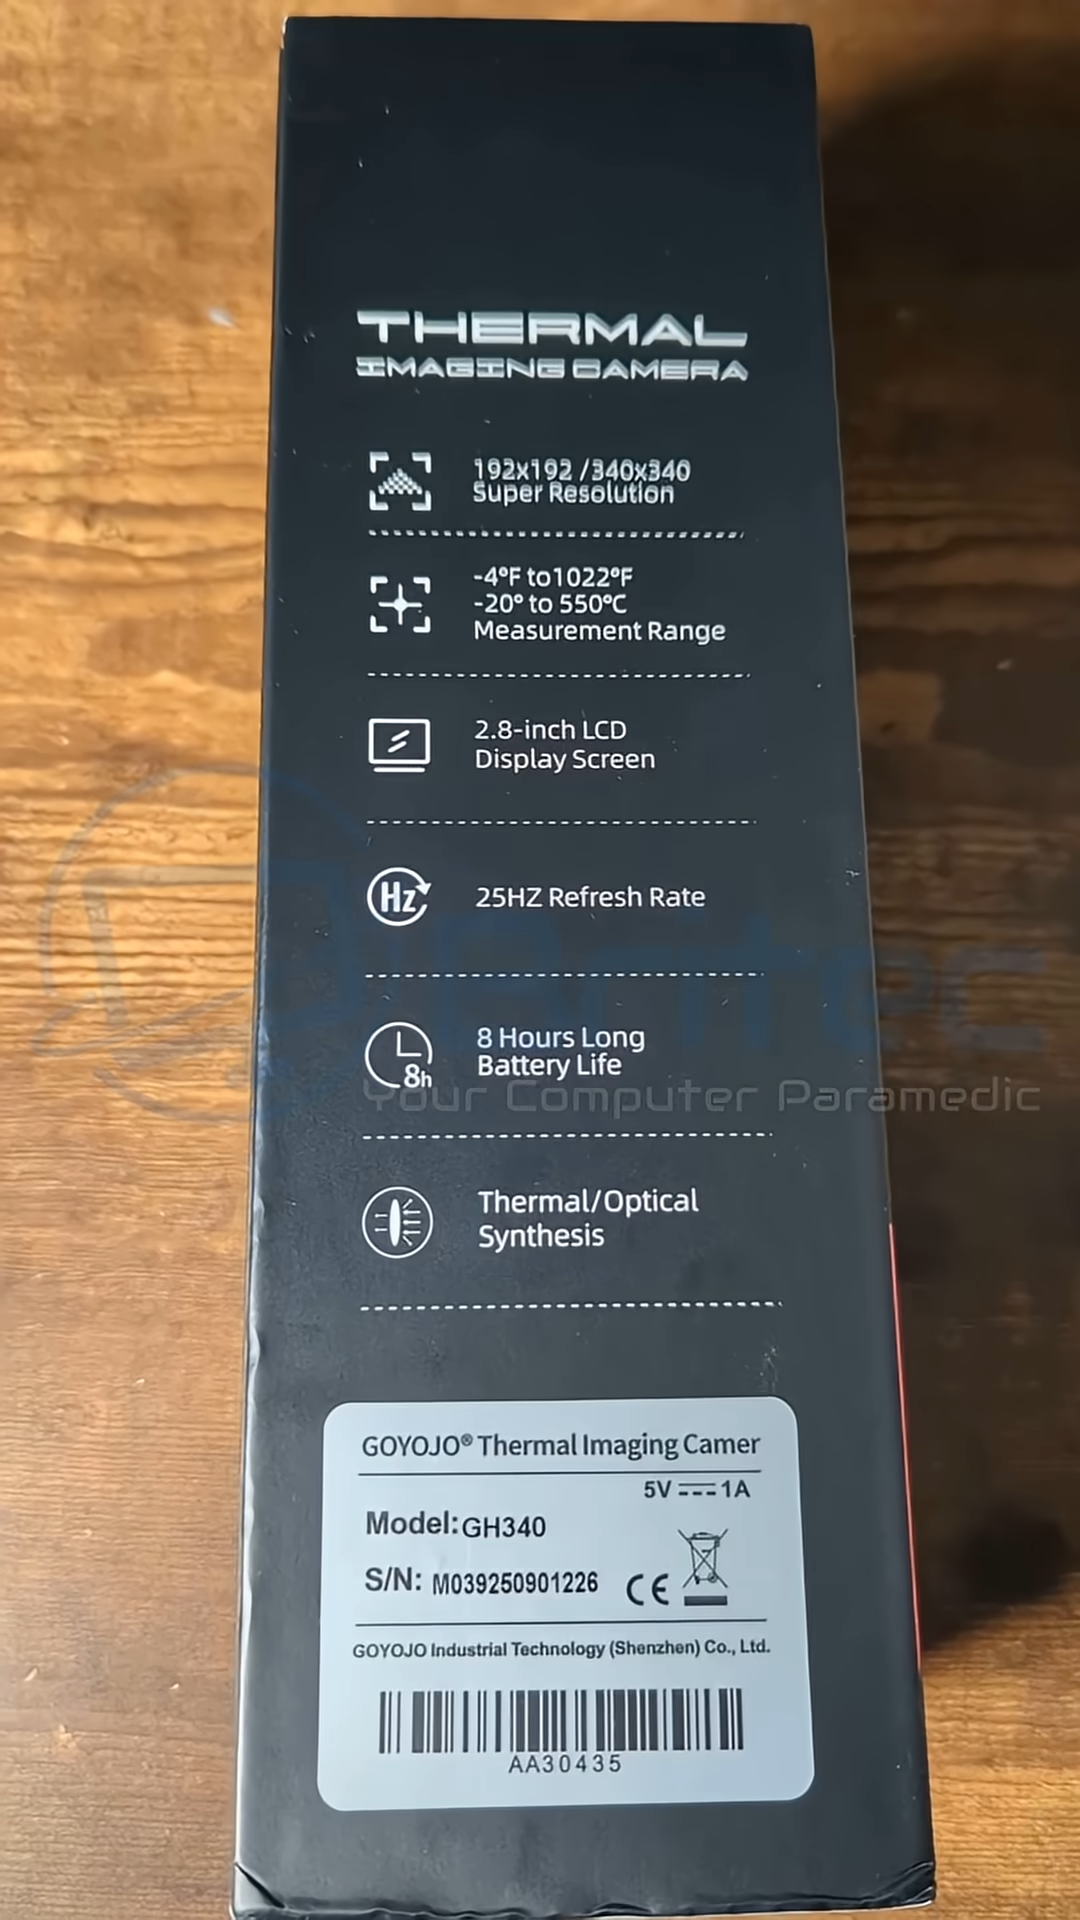 THERMAL
IMAGING CAMERA
192x192 /340x340
Super Resolution
-4°F to1022°F
-20° to 550°C
Measurement Range
2.8-inch LCD
Display Screen
Hz
25HZ Refresh Rate
8 Hours Long
Battery Life
8h
Britec
Your Computer Paramedic
Thermal/Optical
Synthesis
GOYOJO® Thermal Imaging Camer
5V 1A
Model:GH340
S/N: M039250901226
CE
GOYOJO Industrial Technology (Shenzhen) Co., Ltd.
AA30435